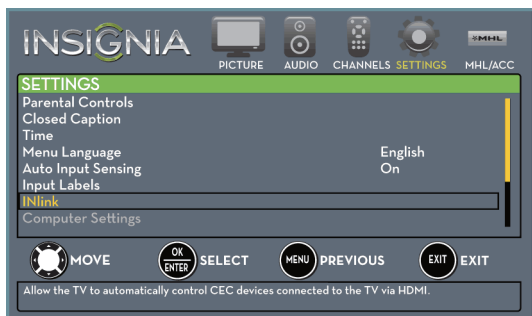 INSIGNIA
PICTURE AUDIO CHANNELS SETTINGS MHL MHL/ACC
SETTINGS
Parental Controls
Closed Caption
Time
Menu Language English
Auto Input Sensing On
Input Labels
INlink
Computer Settings
MOVE OK ENTER SELECT MENU PREVIOUS EXIT EXIT
Allow the TV to automatically control CEC devices connected to the TV via HDMI.